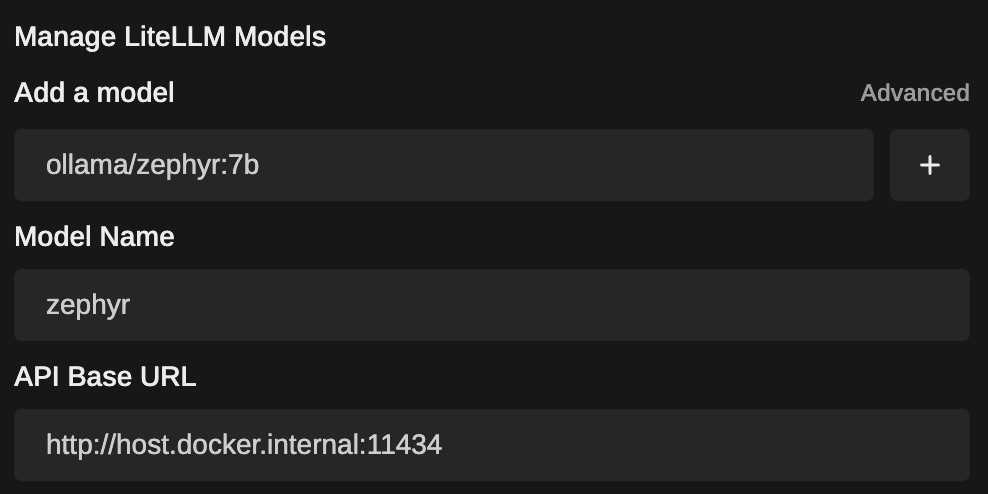 Manage LiteLLM Models
Add a model
Advanced
ollama/zephyr:7b
+
Model Name
zephyr
API Base URL
http://host.docker.internal:11434